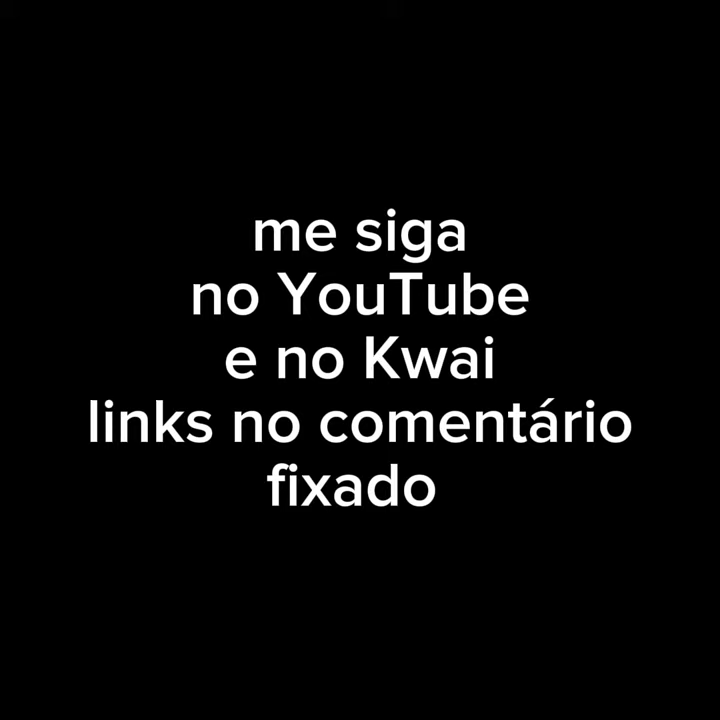 me siga
no YouTube
e no Kwai
links no comentário
fixado